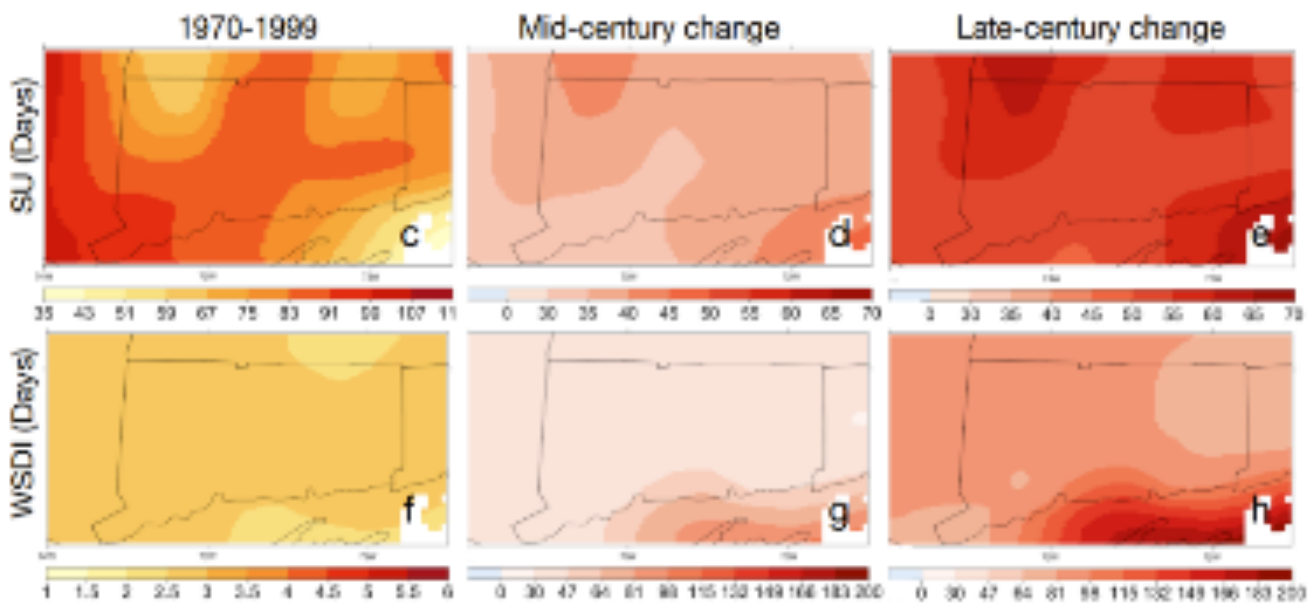 1970-1999 Mid-century change Late-century change
SU (Days)
c d e
35 43 51 59 67 75 83 91 99 107 11
0 30 35 40 45 50 55 60 65 70
0 30 35 40 45 50 55 60 65 70
WSDI (Days)
f g h
1 1.5 2 2.5 3 3.5 4 4.5 5 5.5 6
0 30 47 64 81 98 115 132 149 166 183 200
0 30 47 64 81 98 115 132 149 166 183 200